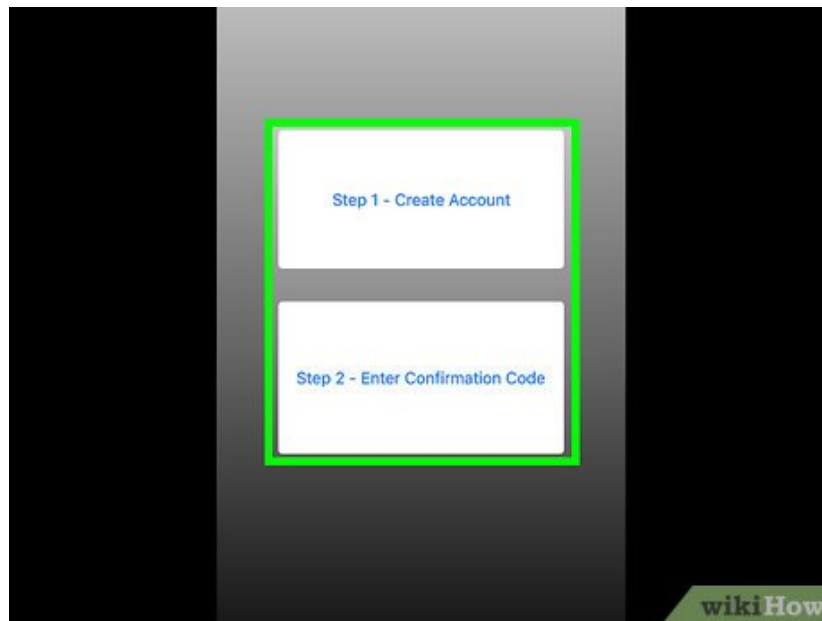 Step 1 - Create Account
Step 2 - Enter Confirmation Code
wikiHow